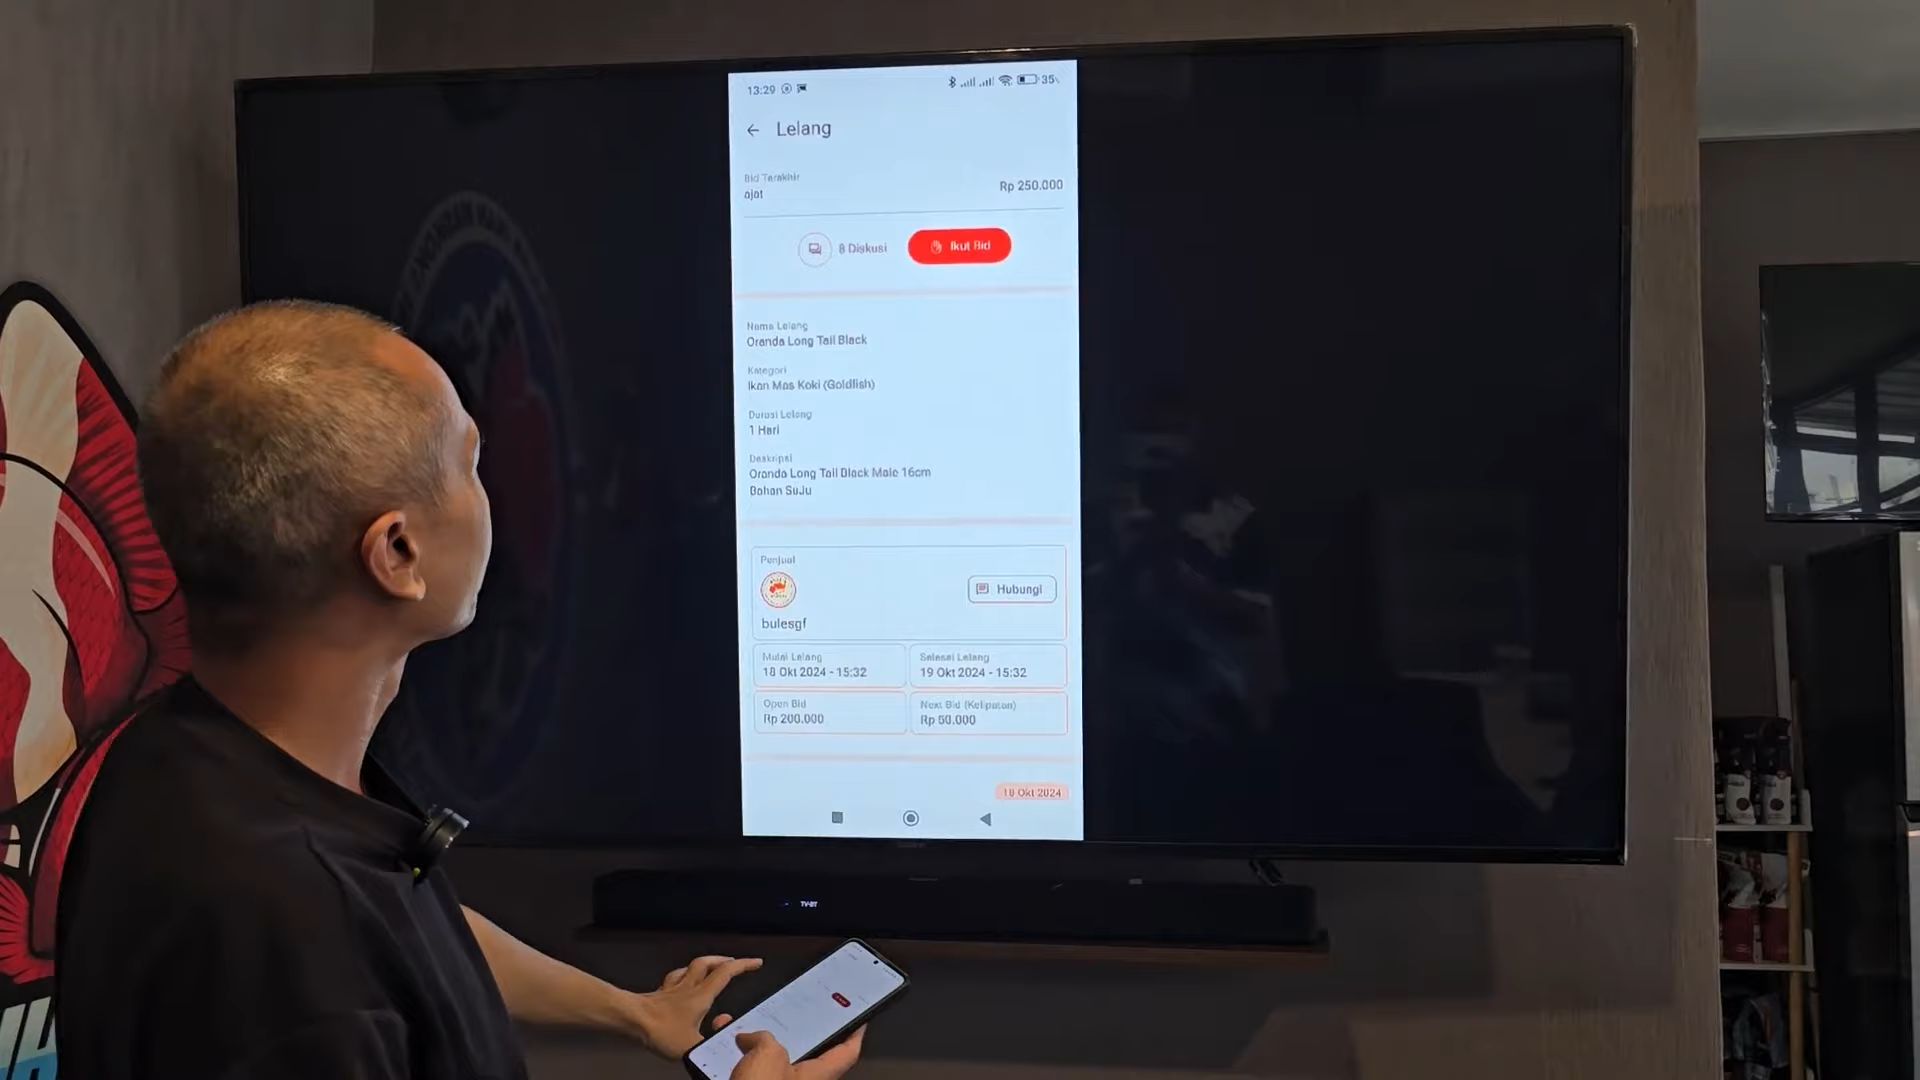 13:29
35
Lelang
Bid Terakhir
ajat
Rp 250.000
8 Diskusi
Ikut Bid
Nama Lelang
Oranda Long Tail Black
Kategori
Ikan Mas Koki (Goldfish)
Durasi Lelang
1 Hari
Deskripsi
Oranda Long Tail Black Male 16cm
Bahan SuJu
Penjual
Hubungi
bulesgf
Mulai Lelang
18 Okt 2024 - 15:32
Selesai Lelang
19 Okt 2024 - 15:32
Open Bid
Rp 200.000
Next Bid (Kelipatan)
Rp 50.000
18 Okt 2024
TV-BT